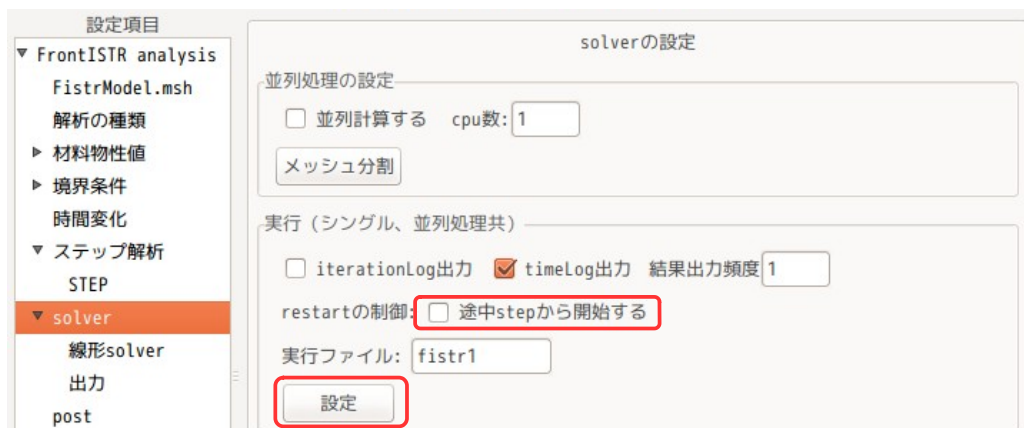 設定項目
▼ FrontISTR analysis
FistrModel.msh
解析の種類
▶ 材料物性値
▶ 境界条件
時間変化
▼ ステップ解析
STEP
▼ solver
線形solver
出力
post
solverの設定
並列処理の設定
並列計算する cpu数: 1
メッシュ分割
実行（シングル、並列処理共）
iterationLog出力 timeLog出力 結果出力頻度 1
restartの制御: 途中stepから開始する
実行ファイル: fistr1
設定